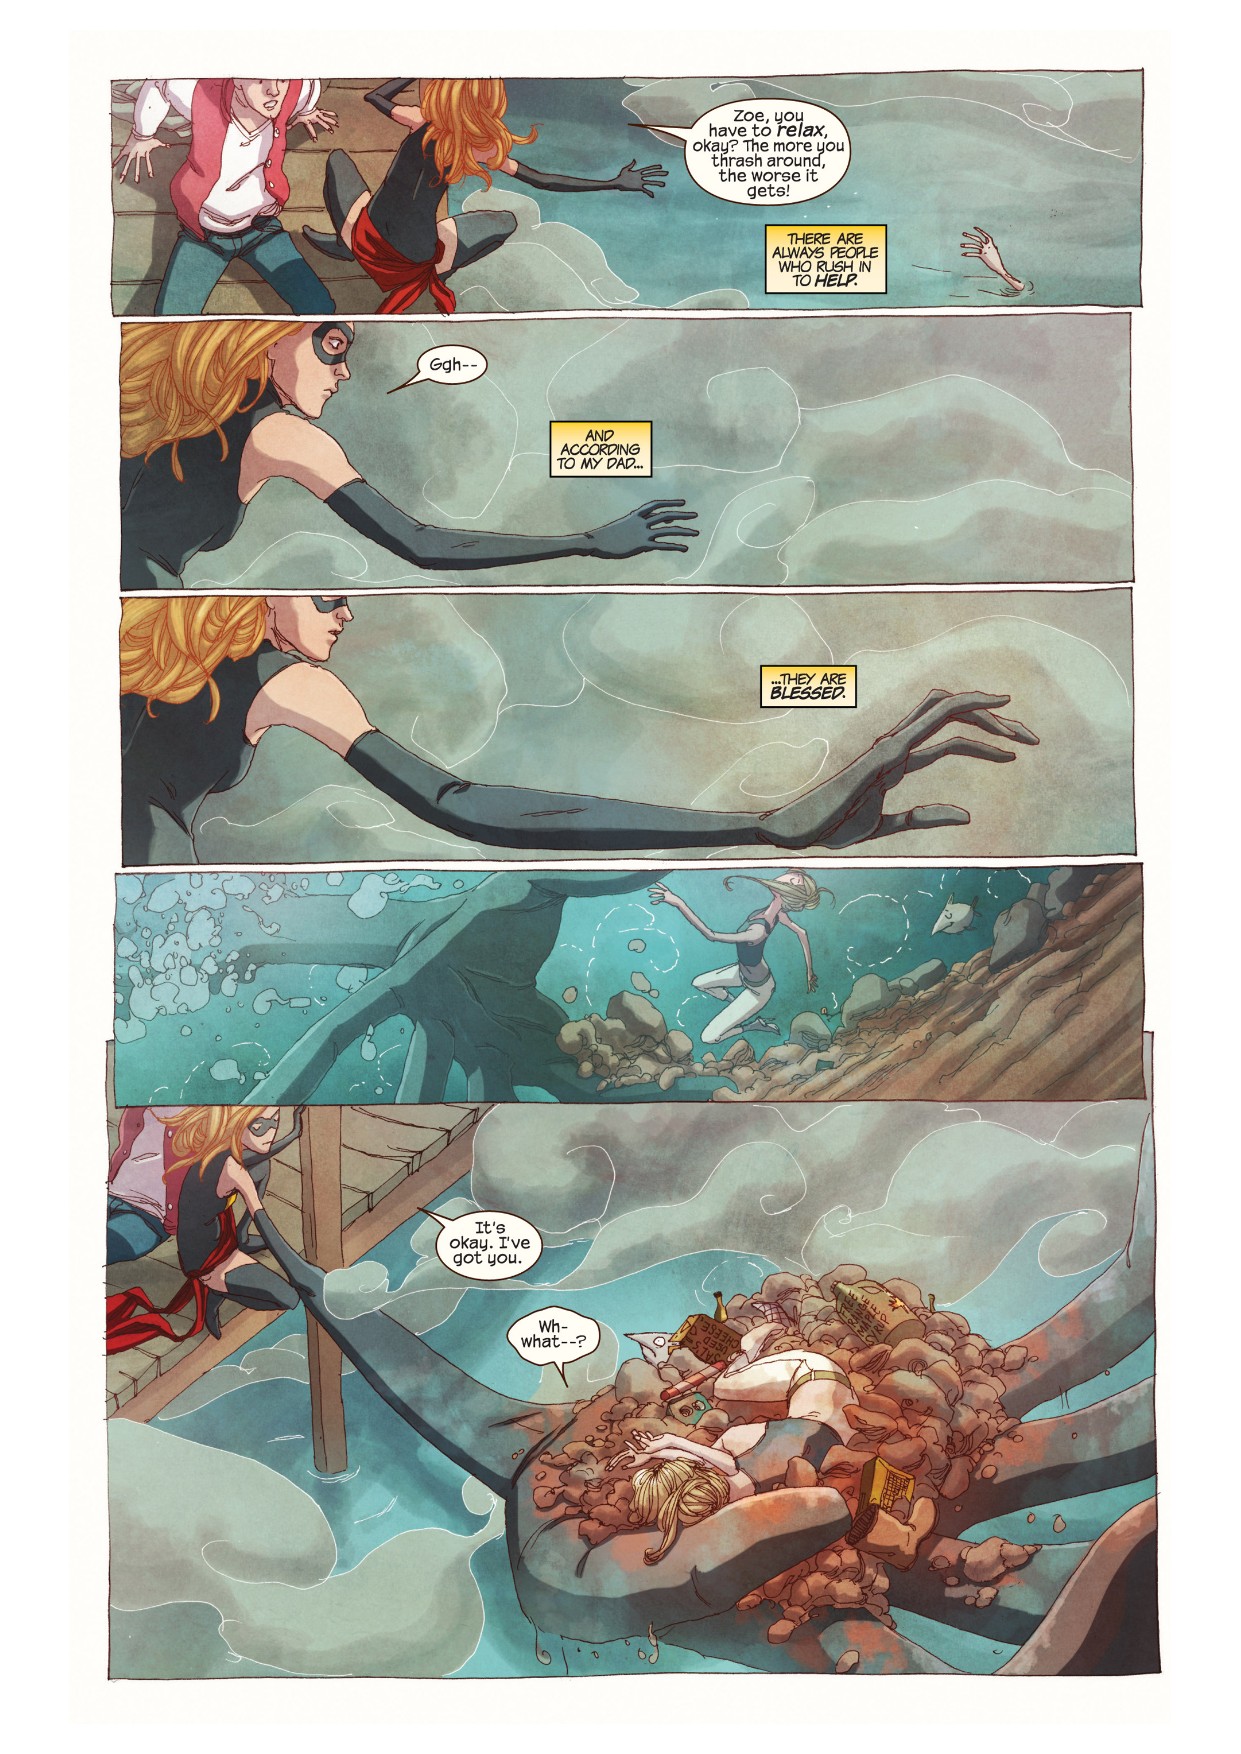 Zoe, you
have to relax,
okay? The more you
thrash around,
the worse it
gets!
THERE ARE
ALWAYS PEOPLE
WHO RUSH IN
TO HELP.
Ggh--
AND
ACCORDING
TO MY DAD...
...THEY ARE
BLESSED.
It's
okay. I've
got you.
Wh-
what--?
USED
CHEESE